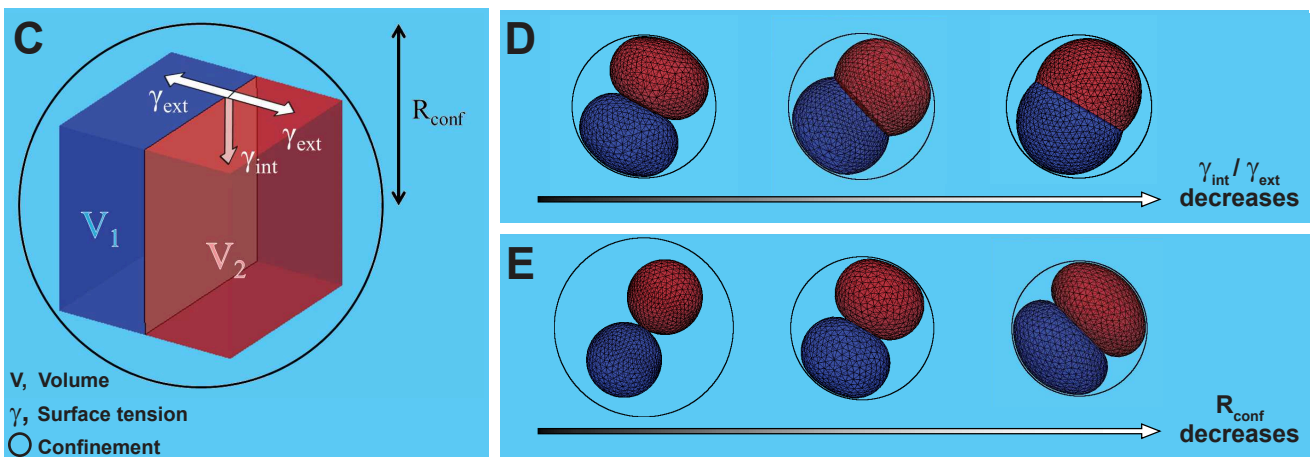 C
γext
γext
γint
Rconf
V1
V2
V, Volume
γ, Surface tension
Confinement
D
γint / γext
decreases
E
Rconf
decreases